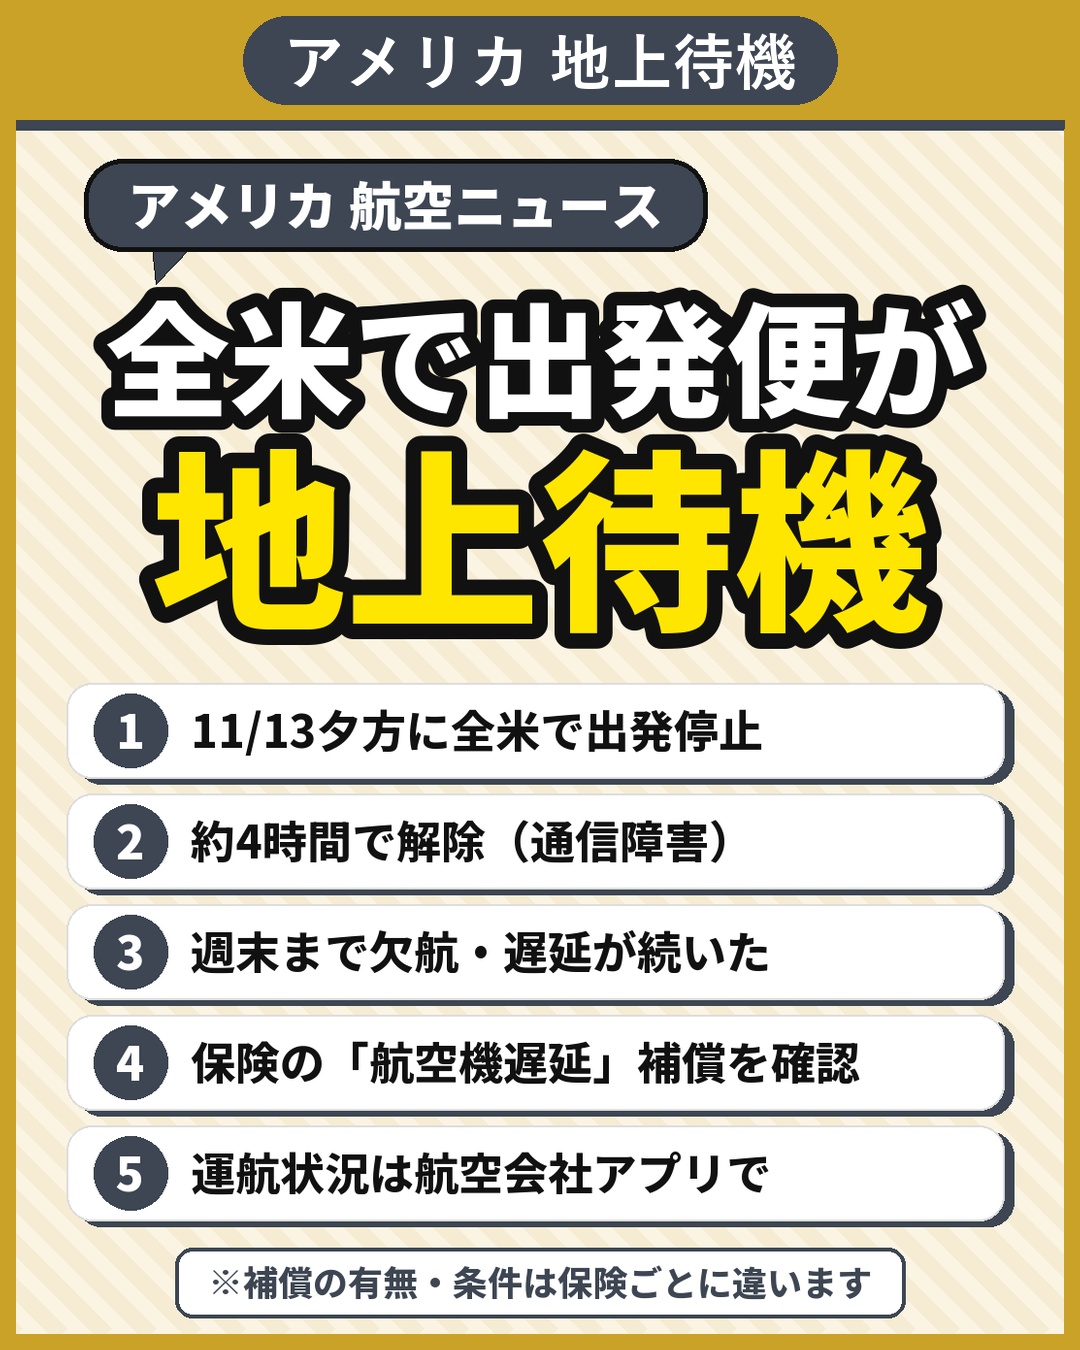 アメリカ 地上待機
アメリカ 航空ニュース
全米で出発便が
地上待機
1 11/13夕方に全米で出発停止
2 約4時間で解除（通信障害）
3 週末まで欠航・遅延が続いた
4 保険の「航空機遅延」補償を確認
5 運航状況は航空会社アプリで
※補償の有無・条件は保険ごとに違います